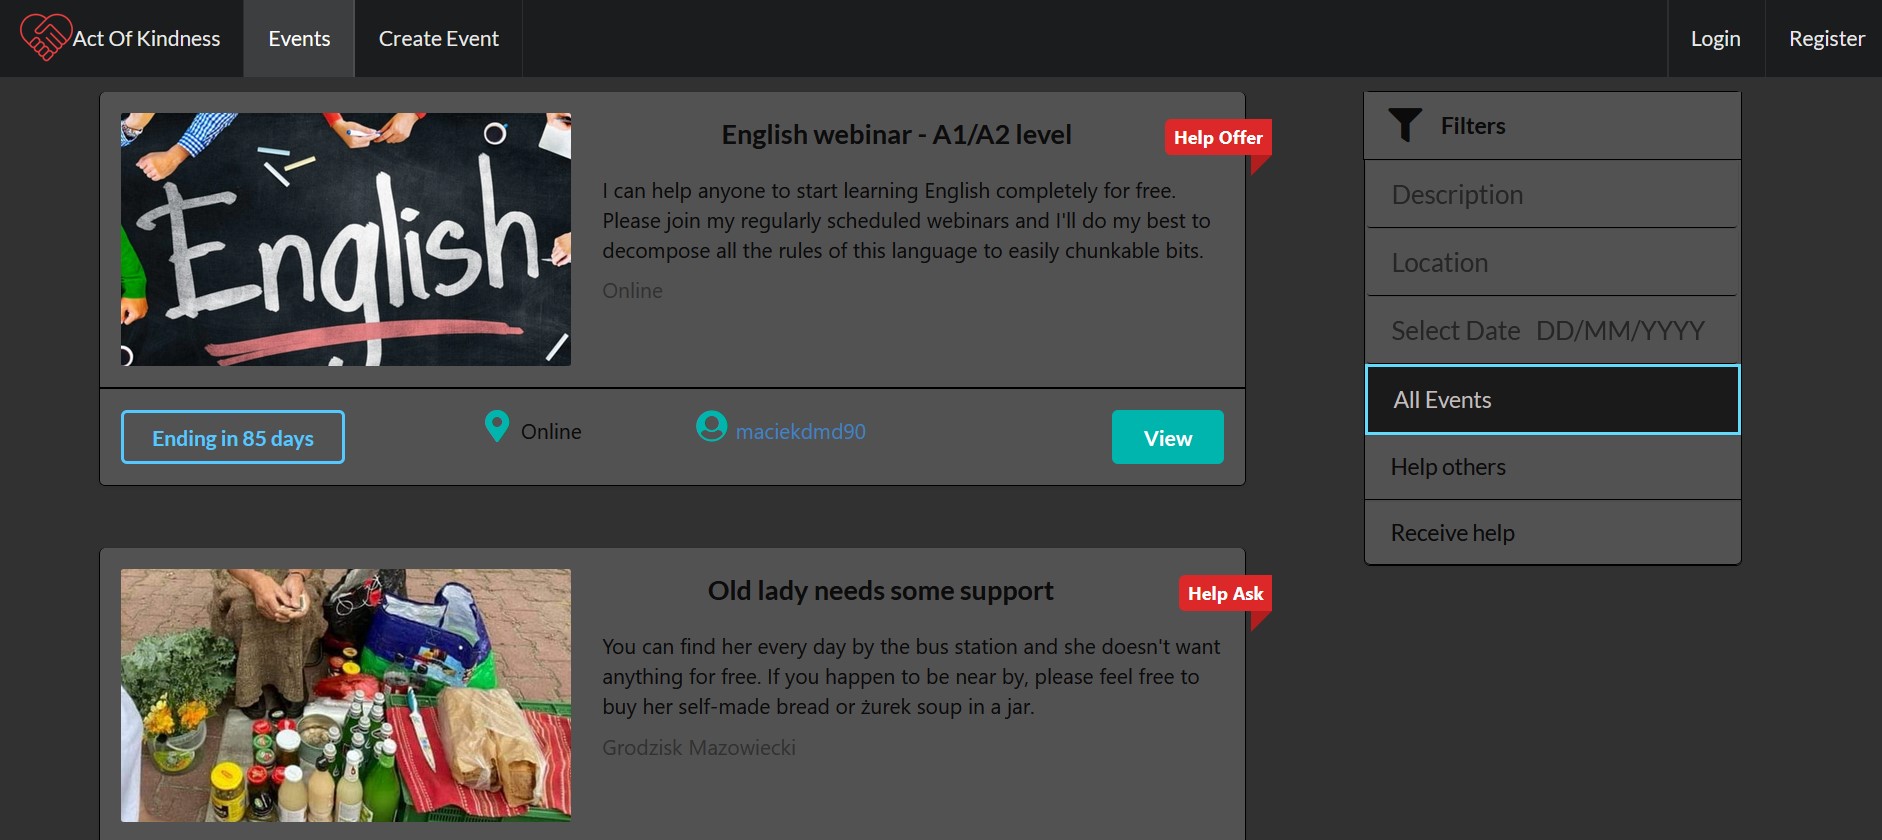 Act Of Kindness
Events
Create Event
Login
Register
English
English webinar - A1/A2 level
Help Offer
I can help anyone to start learning English completely for free.
Please join my regularly scheduled webinars and I'll do my best to
decompose all the rules of this language to easily chunkable bits.
Online
Ending in 85 days
Online
maciekdmd90
View
Filters
Description
Location
Select Date DD/MM/YYYY
All Events
Help others
Receive help
Old lady needs some support
Help Ask
You can find her every day by the bus station and she doesn't want
anything for free. If you happen to be near by, please feel free to
buy her self-made bread or żurek soup in a jar.
Grodzisk Mazowiecki